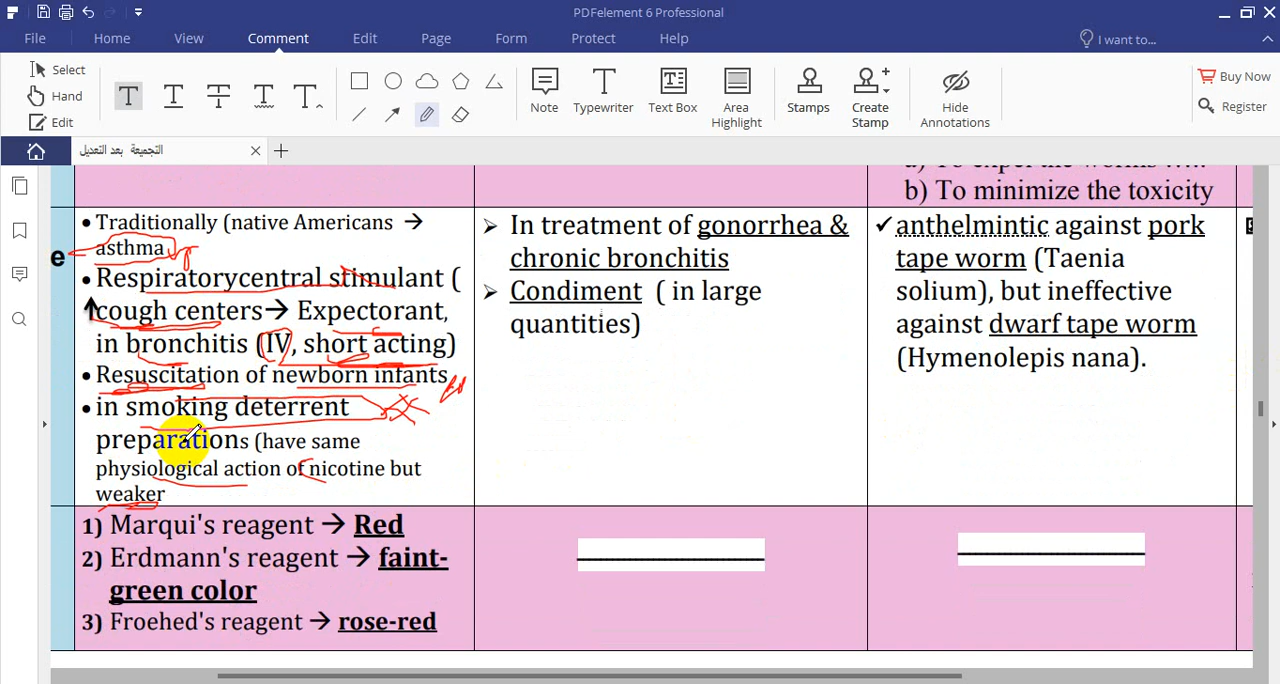 PDFelement 6 Professional
File Home View Comment Edit Page Form Protect Help I want to...
Select
Hand
Edit
T T T T T
Note Typewriter Text Box Area Highlight Stamps Create Stamp Hide Annotations
Buy Now
Register
التجميعة بعد التعديل
b) To minimize the toxicity
e
• Traditionally (native Americans →
asthma
• Respiratorycentral stimulant (
↑cough centers→ Expectorant,
in bronchitis (IV, short acting)
• Resuscitation of newborn infants
• in smoking deterrent
preparations (have same
physiological action of nicotine but
weaker
➢ In treatment of gonorrhea &
chronic bronchitis
➢ Condiment ( in large
quantities)
✓ anthelmintic against pork
tape worm (Taenia
solium), but ineffective
against dwarf tape worm
(Hymenolepis nana).
1) Marqui's reagent → Red
2) Erdmann's reagent → faint-
green color
3) Froehed's reagent → rose-red